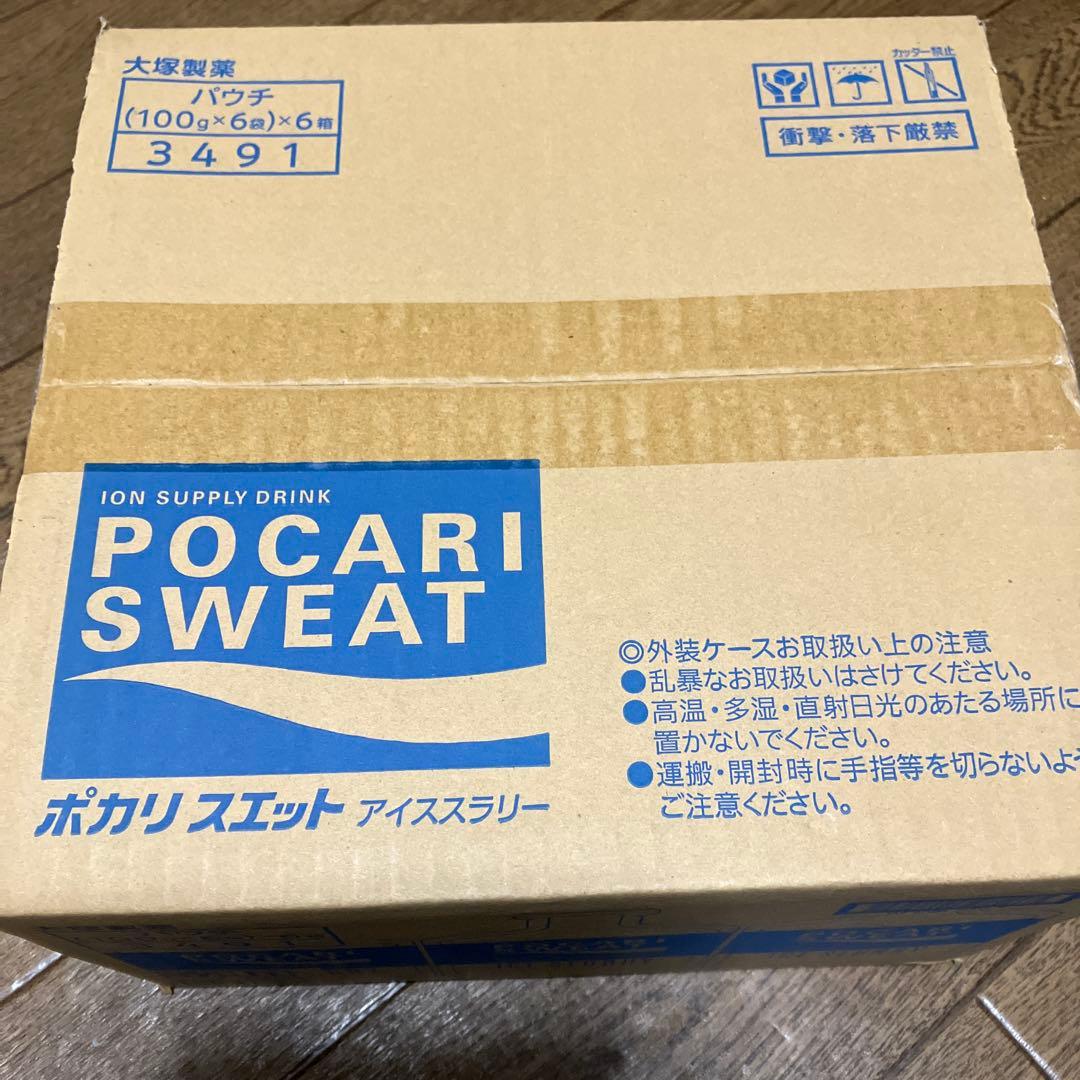 大塚製薬
パウチ
(100g×6袋)×6箱
3491
カッター禁止
衝撃・落下厳禁
ION SUPPLY DRINK
POCARI
SWEAT
ポカリスエット アイススラリー
◎外装ケースお取扱い上の注意
●乱暴なお取扱いはさけてください。
●高温・多湿・直射日光のあたる場所に
置かないでください。
●運搬・開封時に手指等を切らないよう
ご注意ください。